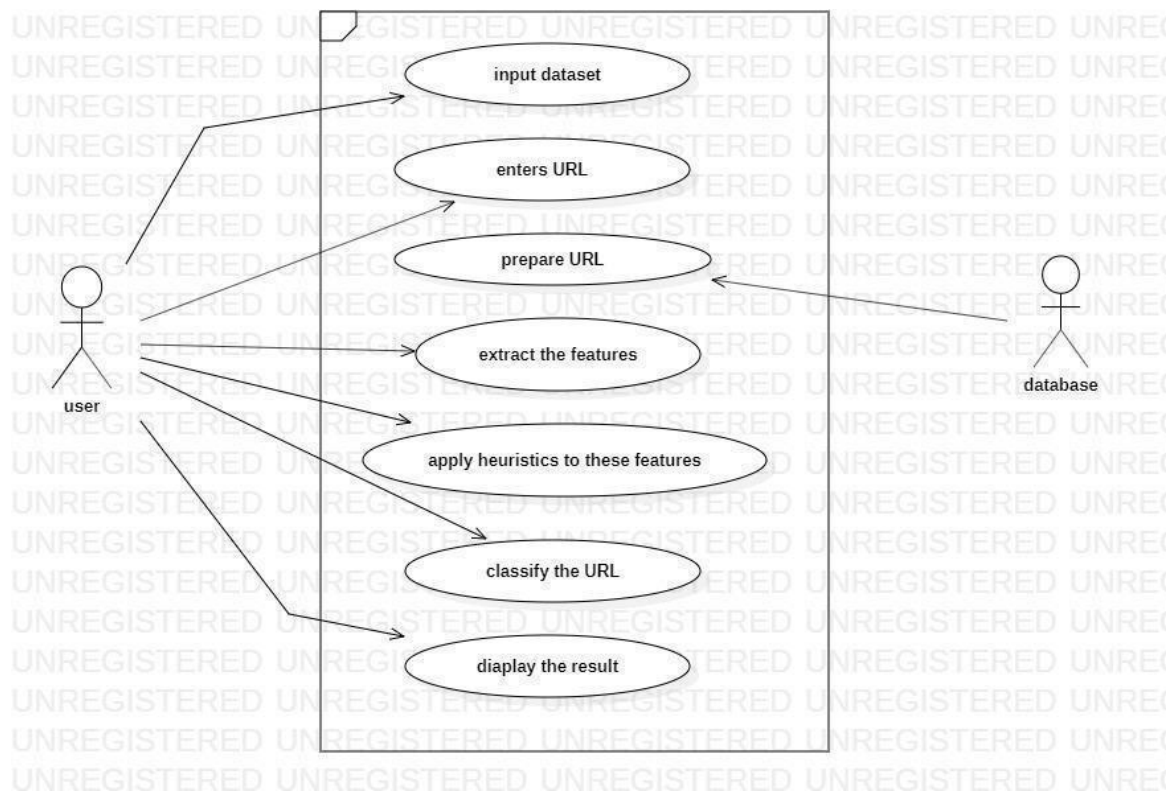 input dataset
enters URL
prepare URL
extract the features
user
database
apply heuristics to these features
classify the URL
diaplay the result
UNREGISTERED